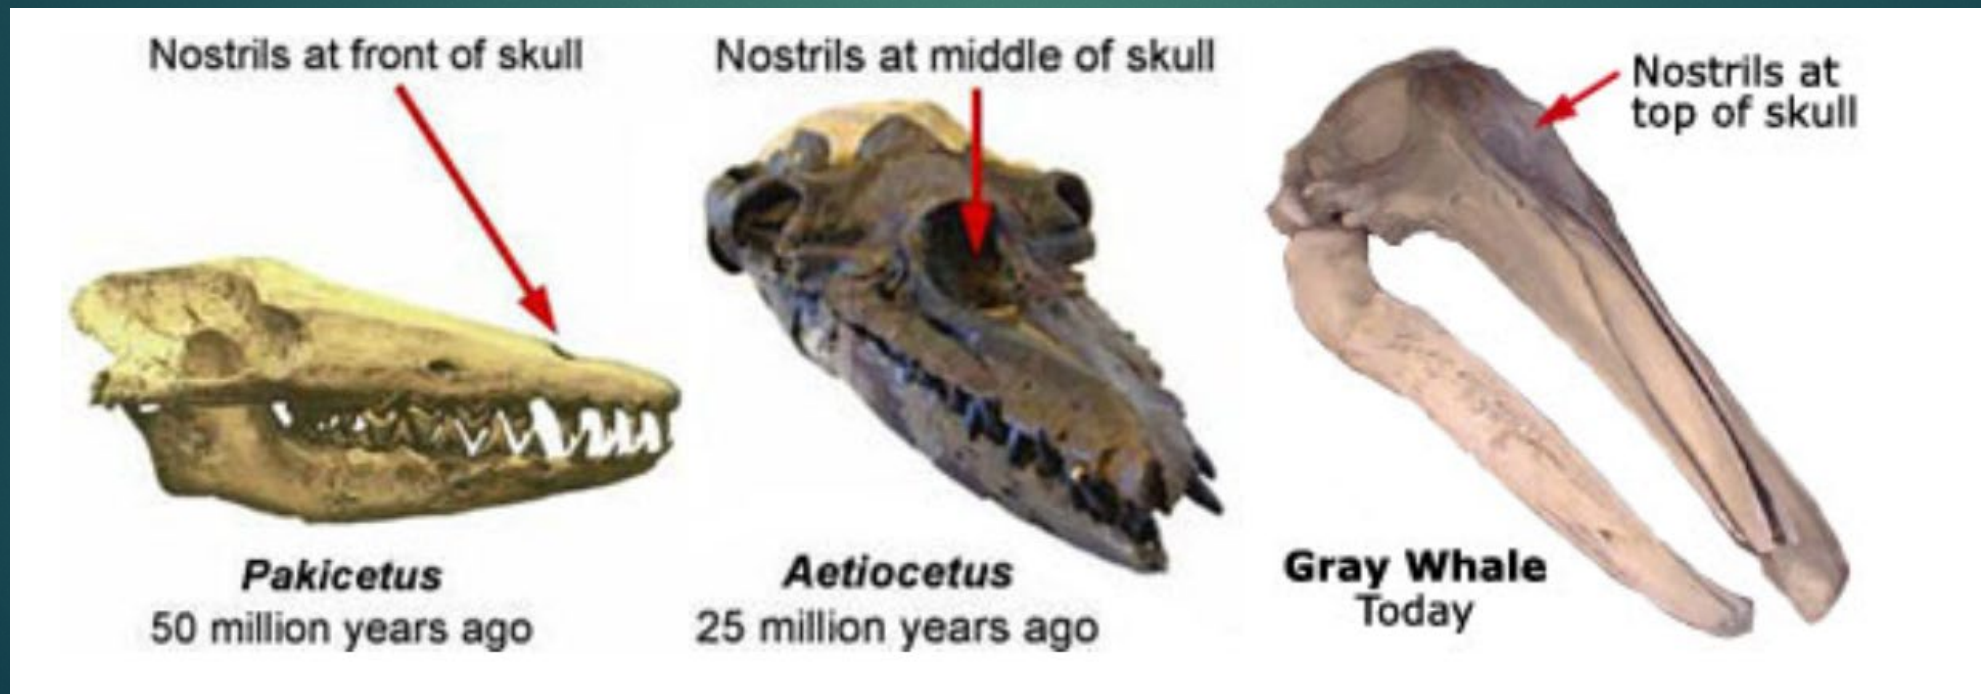 Nostrils at front of skull
Pakicetus
50 million years ago
Nostrils at middle of skull
Aetiocetus
25 million years ago
Nostrils at
top of skull
Gray Whale
Today